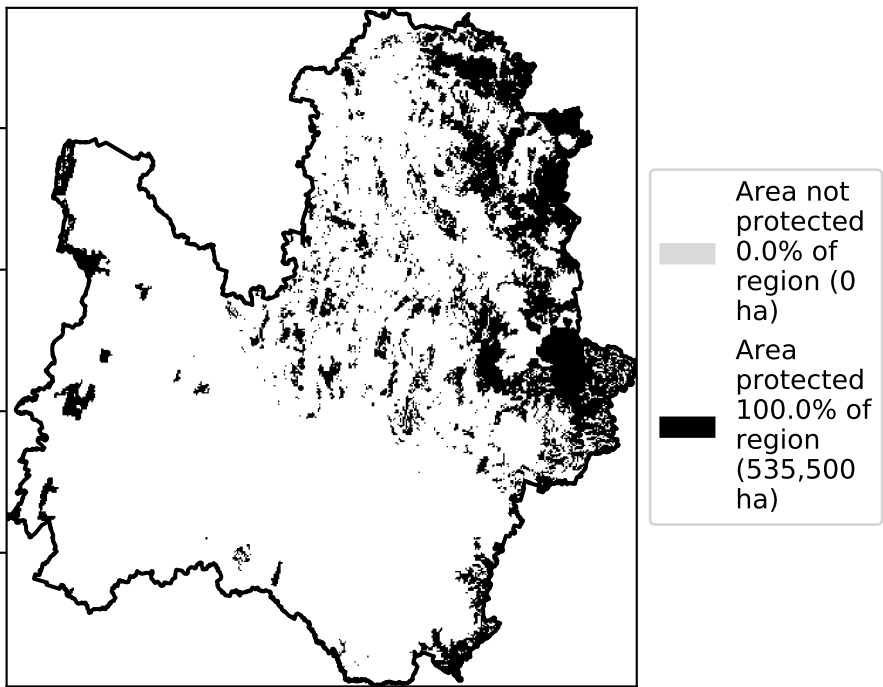 Area not
protected
0.0% of
region (0
ha)
Area
protected
100.0% of
region
(535,500
ha)